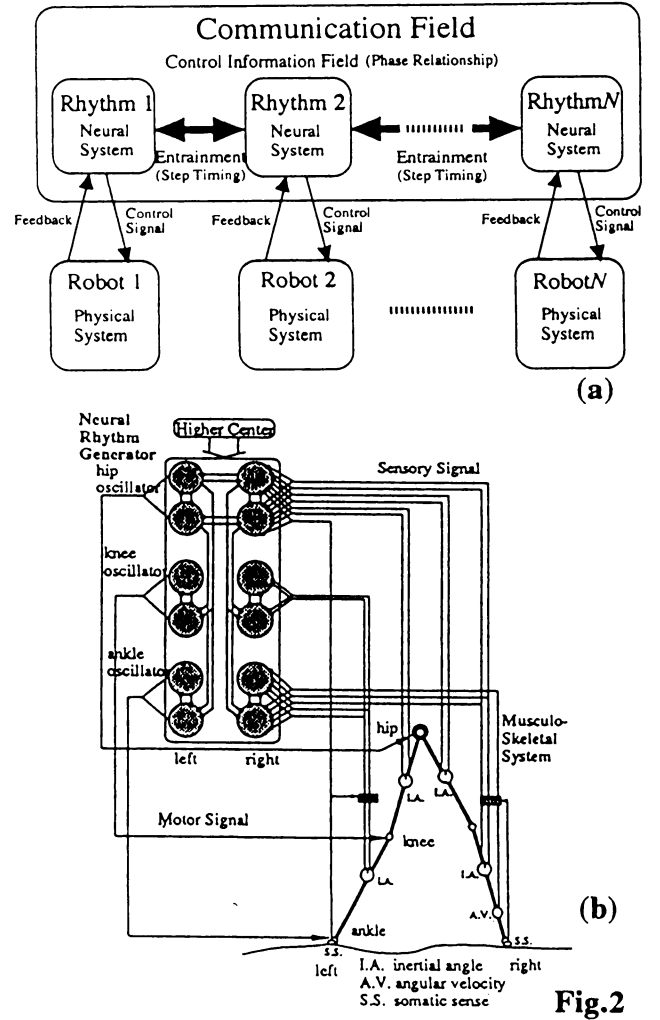 Communication Field
Control Information Field (Phase Relationship)
Rhythm 1
Neural
System
Rhythm 2
Neural
System
RhythmN
Neural
System
Entrainment
(Step Timing)
Entrainment
(Step Timing)
Feedback
Control
Signal
Feedback
Control
Signal
Feedback
Control
Signal
Robot 1
Physical
System
Robot 2
Physical
System
RobotN
Physical
System
(a)
Neural
Rhythm
Generator
Higher Center
hip
oscillator
Sensory Signal
knee
oscillator
ankle
oscillator
left
right
hip
Musculo-
Skeletal
System
I.A.
I.A.
Motor Signal
knee
I.A.
I.A.
A.V.
(b)
ankle
S.S.
S.S.
left
right
I.A. inertial angle
A.V. angular velocity
S.S. somatic sense
Fig.2